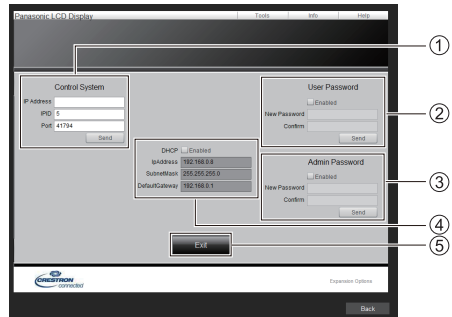 Panasonic LCD Display
Tools Info Help
①
Control System
IP Address
IPID 5
Port 41794
Send
User Password
Enabled
New Password
Confirm
Send
②
DHCP Enabled
IpAddress 192.168.0.8
SubnetMask 255.255.255.0
DefaultGateway 192.168.0.1
Admin Password
Enabled
New Password
Confirm
Send
③
④
Exit
⑤
CRESTRON
connected
Expansion Options
Back